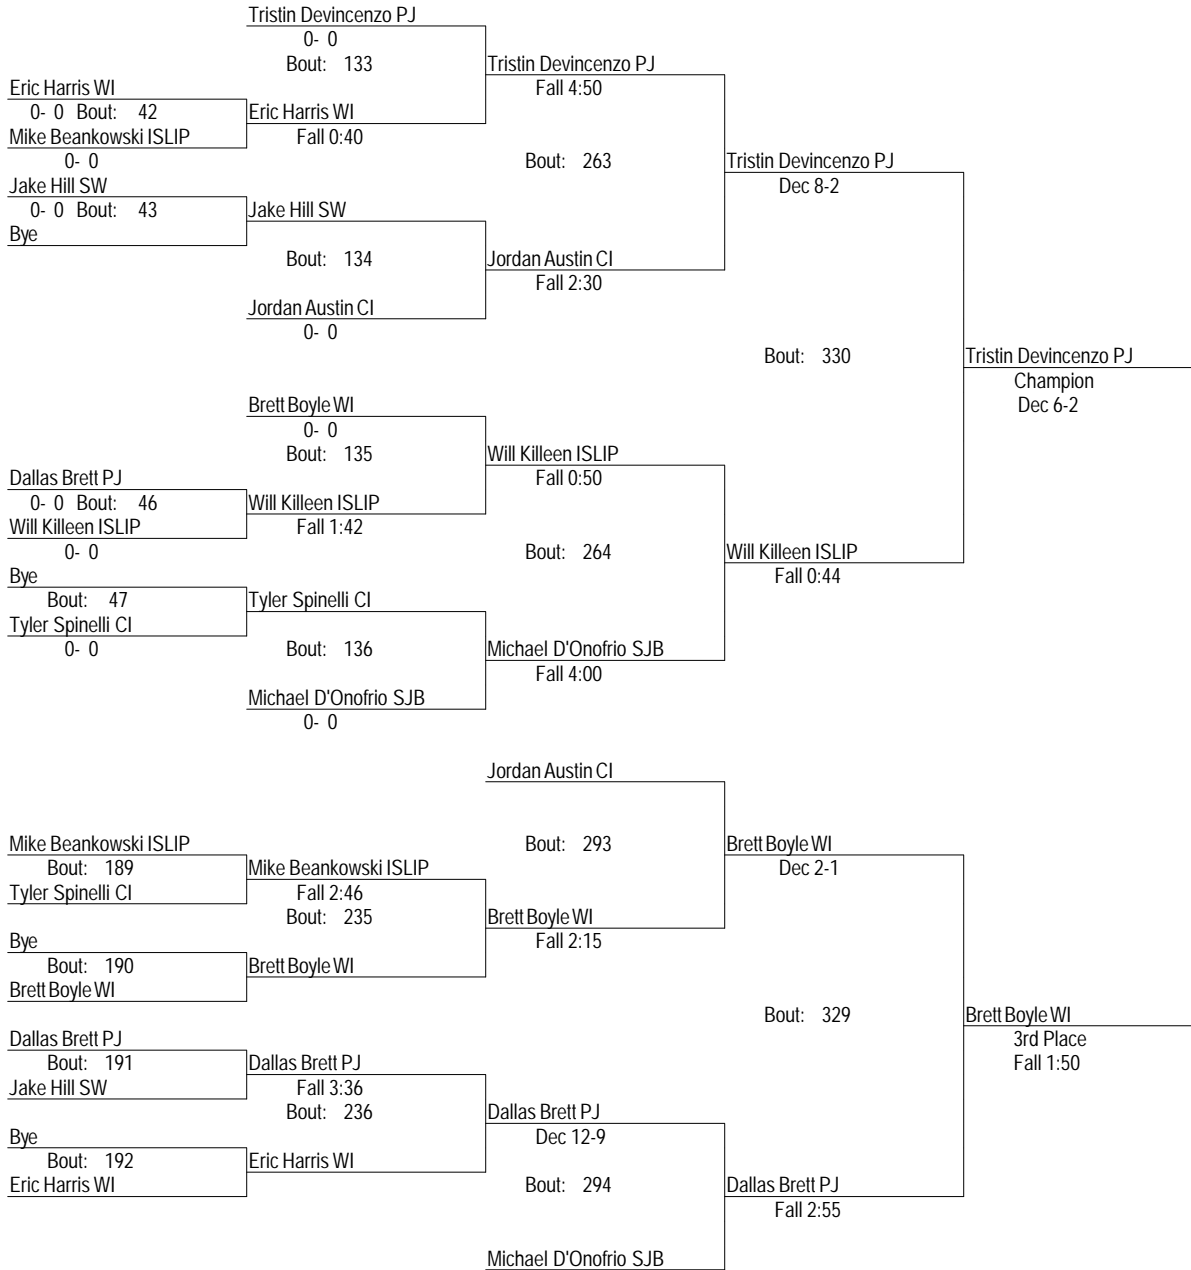 Tristin Devincenzo PJ
0- 0
Bout: 133
Tristin Devincenzo PJ
Fall 4:50
Eric Harris WI
0- 0 Bout: 42
Eric Harris WI
Mike Beankowski ISLIP
Fall 0:40
0- 0
Bout: 263
Tristin Devincenzo PJ
Dec 8-2
Jake Hill SW
0- 0 Bout: 43
Jake Hill SW
Bye
Bout: 134
Jordan Austin CI
Fall 2:30
Jordan Austin CI
0- 0
Bout: 330
Tristin Devincenzo PJ
Champion
Dec 6-2
Brett Boyle WI
0- 0
Bout: 135
Will Killeen ISLIP
Fall 0:50
Dallas Brett PJ
0- 0 Bout: 46
Will Killeen ISLIP
Will Killeen ISLIP
Fall 1:42
0- 0
Bout: 264
Will Killeen ISLIP
Fall 0:44
Bye
Bout: 47
Tyler Spinelli CI
Tyler Spinelli CI
0- 0
Bout: 136
Michael D'Onofrio SJB
Fall 4:00
Michael D'Onofrio SJB
0- 0
Jordan Austin CI
Mike Beankowski ISLIP
Bout: 293
Brett Boyle WI
Dec 2-1
Bout: 189
Mike Beankowski ISLIP
Tyler Spinelli CI
Fall 2:46
Bout: 235
Brett Boyle WI
Fall 2:15
Bye
Bout: 190
Brett Boyle WI
Brett Boyle WI
Bout: 329
Brett Boyle WI
3rd Place
Fall 1:50
Dallas Brett PJ
Bout: 191
Dallas Brett PJ
Jake Hill SW
Fall 3:36
Bout: 236
Dallas Brett PJ
Dec 12-9
Bye
Bout: 192
Eric Harris WI
Eric Harris WI
Bout: 294
Dallas Brett PJ
Fall 2:55
Michael D'Onofrio SJB